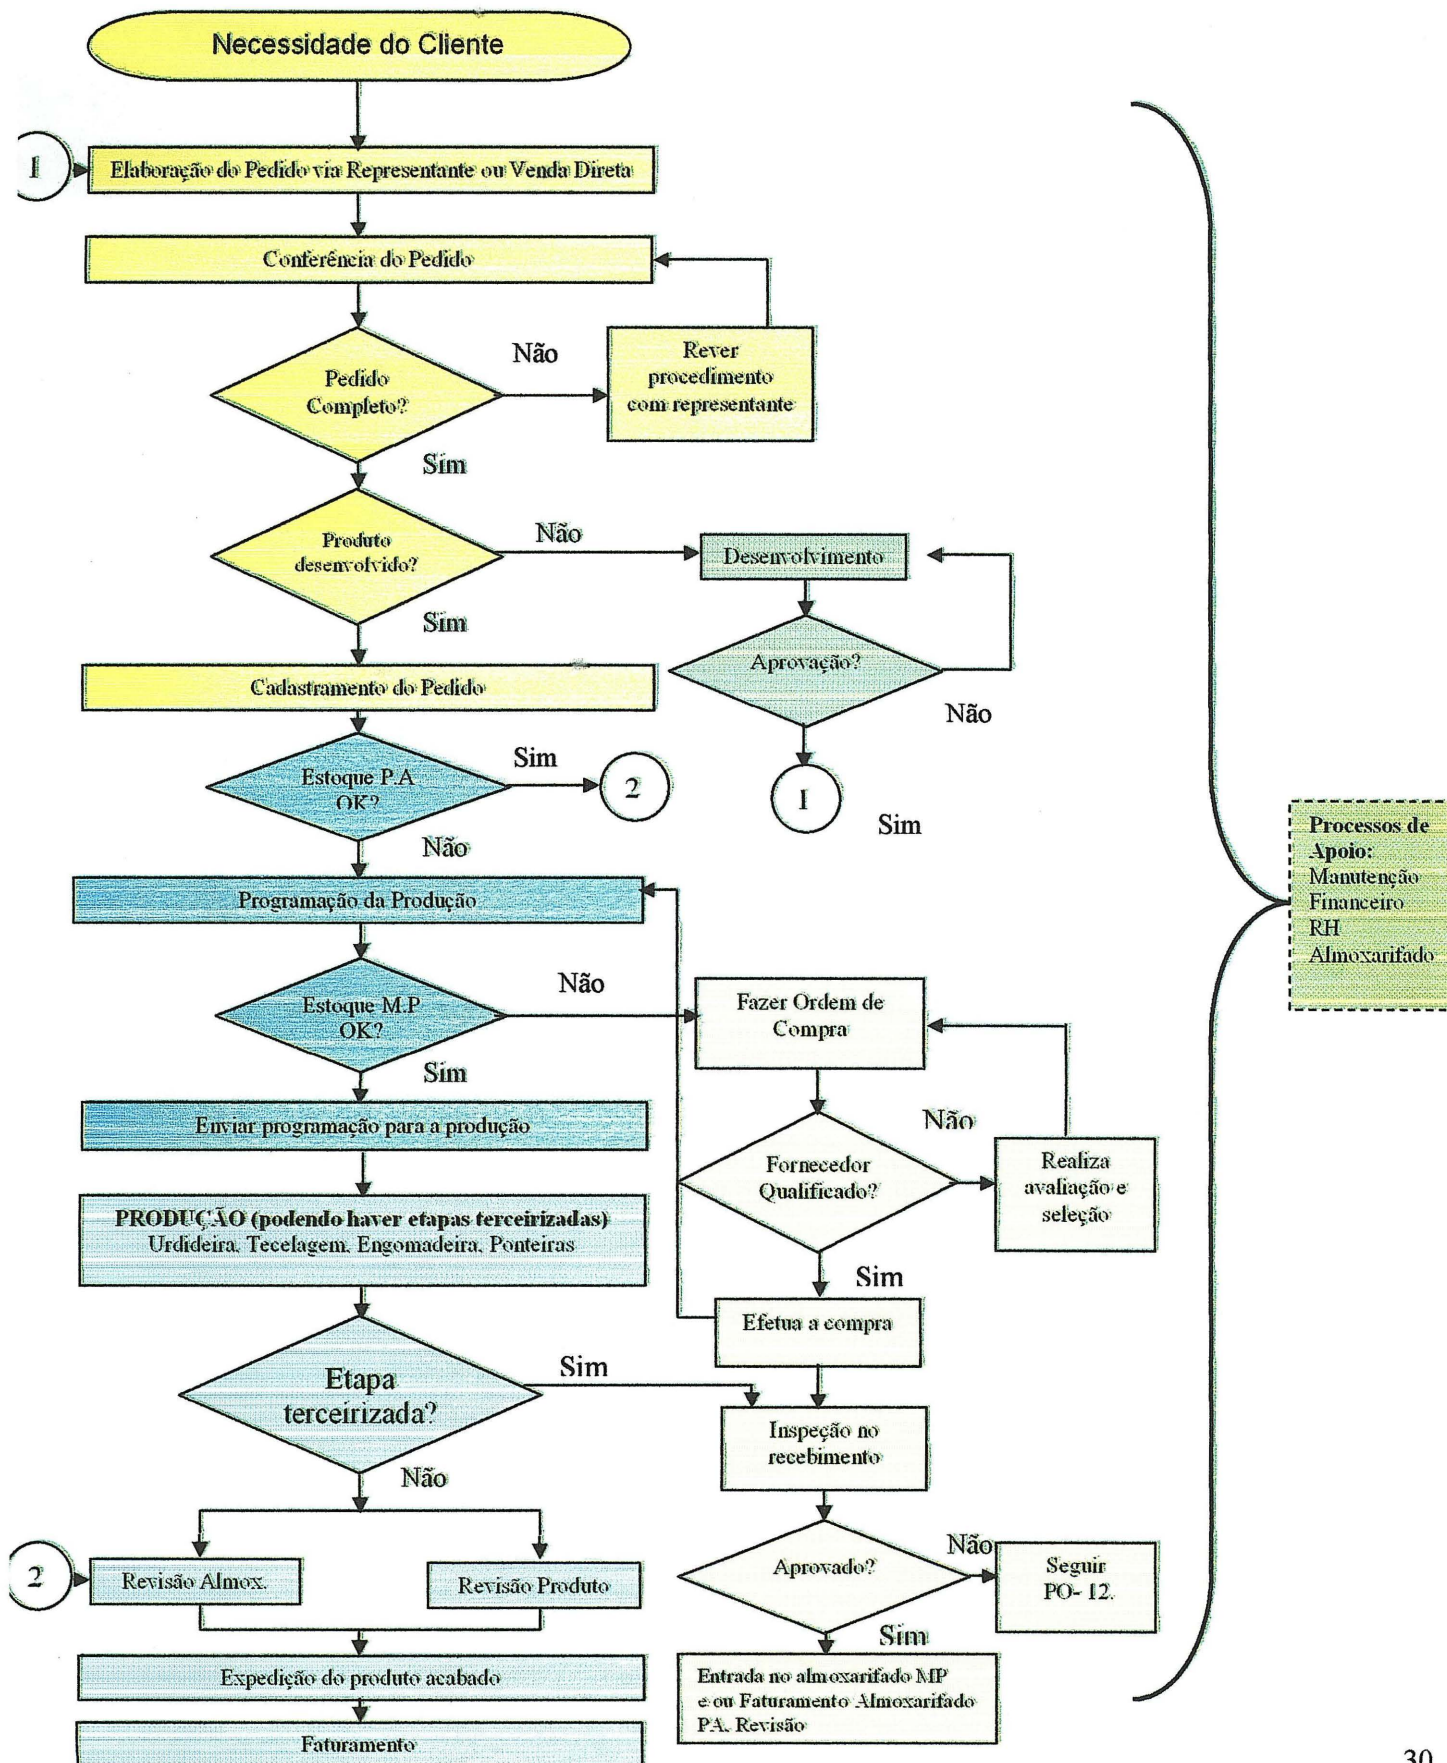 Necessidade do Cliente
1
Elaboração do Pedido via Representante ou Venda Direta
Conferência do Pedido
Não
Rever
procedimento
com representante
Pedido
Completo?
Sim
Não
Produto
desenvolvido?
Desenvolvimento
Sim
Aprovação?
Cadastramento do Pedido
Não
Sim
Estoque P.A
OK?
2
1
Sim
Não
Processos de
Apoio:
Manutenção
Financeiro
RH
Almoxarifado
Programação da Produção
Não
Estoque M.P
OK?
Fazer Ordem de
Compra
Sim
Enviar programação para a produção
Não
Fornecedor
Qualificado?
Realiza
avaliação e
seleção
PRODUÇÃO (podendo haver etapas terceirizadas)
Urdideira, Tecelagem, Engomadeira, Ponteiras
Sim
Efetua a compra
Sim
Etapa
terceirizada?
Inspeção no
recebimento
Não
Não
Aprovado?
Seguir
PO- 12.
2
Revisão Almox.
Revisão Produto
Sim
Expedição do produto acabado
Entrada no almoxarifado MP
e ou Faturamento Almoxarifado
PA. Revisão
Faturamento
30